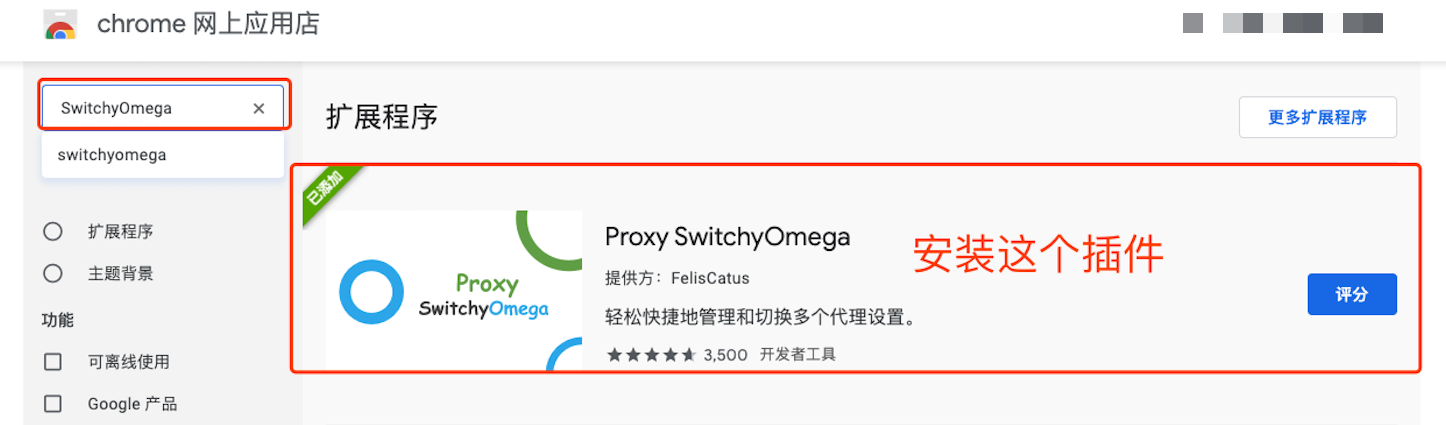 chrome 网上应用店
SwitchyOmega ×
switchyomega
扩展程序
主题背景
功能
可离线使用
Google 产品
扩展程序
更多扩展程序
已添加
Proxy
SwitchyOmega
Proxy SwitchyOmega
提供方：FelisCatus
轻松快捷地管理和切换多个代理设置。
3,500 开发者工具
安装这个插件
评分